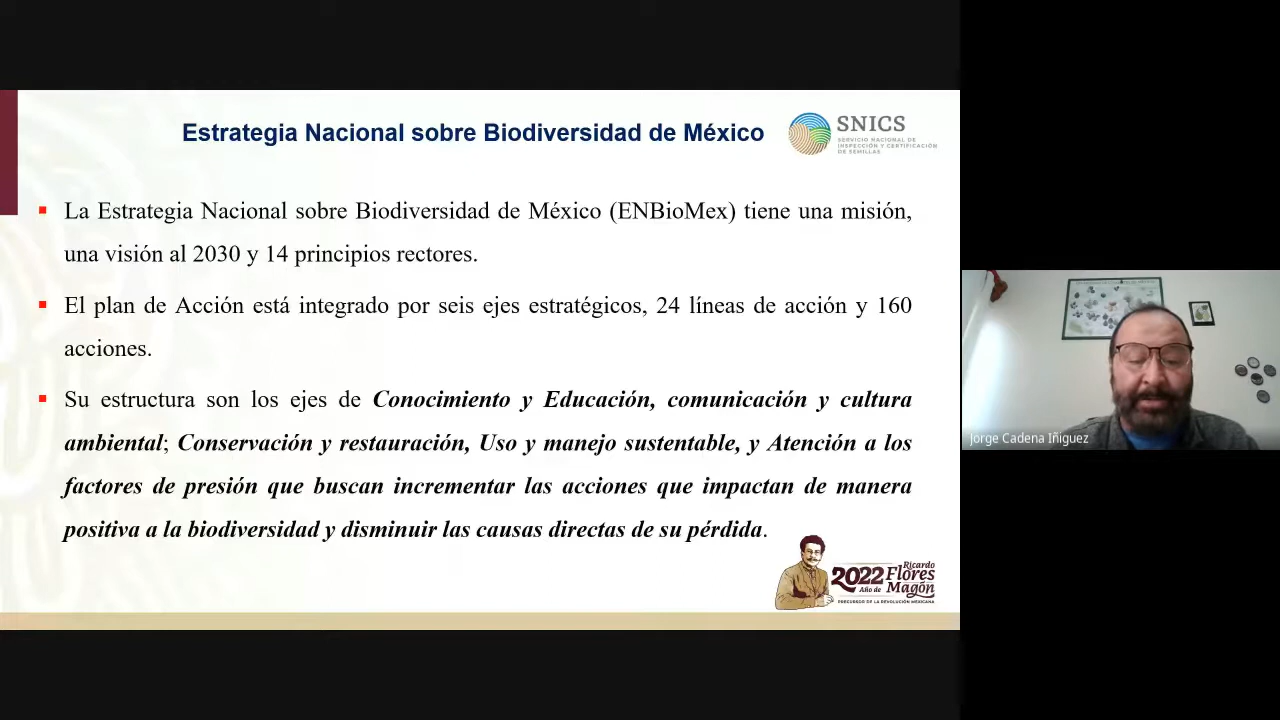 Estrategia Nacional sobre Biodiversidad de México
SNICS
SERVICIO NACIONAL DE
INSPECCIÓN Y CERTIFICACIÓN
DE SEMILLAS
La Estrategia Nacional sobre Biodiversidad de México (ENBioMex) tiene una misión,
una visión al 2030 y 14 principios rectores.
El plan de Acción está integrado por seis ejes estratégicos, 24 líneas de acción y 160
acciones.
Su estructura son los ejes de Conocimiento y Educación, comunicación y cultura
ambiental; Conservación y restauración, Uso y manejo sustentable, y Atención a los
factores de presión que buscan incrementar las acciones que impactan de manera
positiva a la biodiversidad y disminuir las causas directas de su pérdida.
2022
Año de
Ricardo
Flores
Magón
PRECURSOR DE LA REVOLUCIÓN MEXICANA
Jorge Cadena Iñiguez